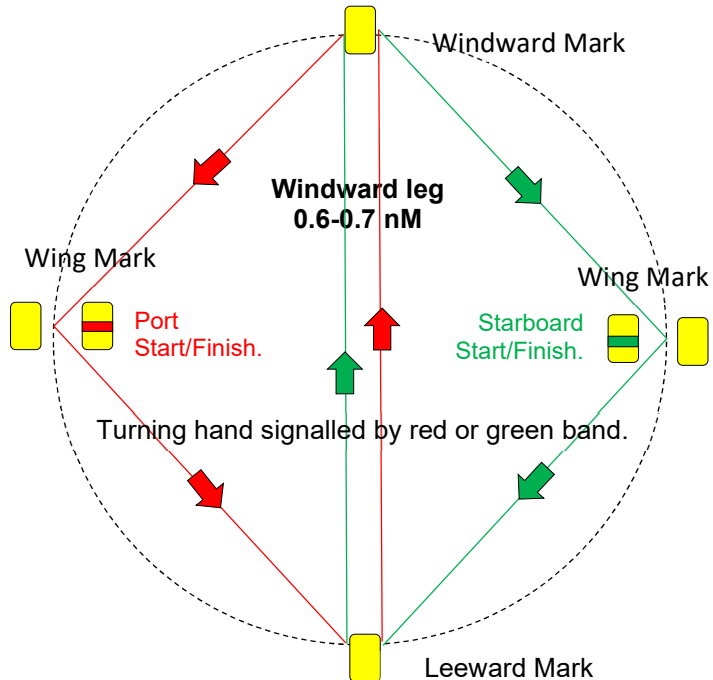 Windward Mark
Windward leg
0.6-0.7 nM
Wing Mark
Wing Mark
Port
Start/Finish.
Starboard
Start/Finish.
Turning hand signalled by red or green band.
Leeward Mark